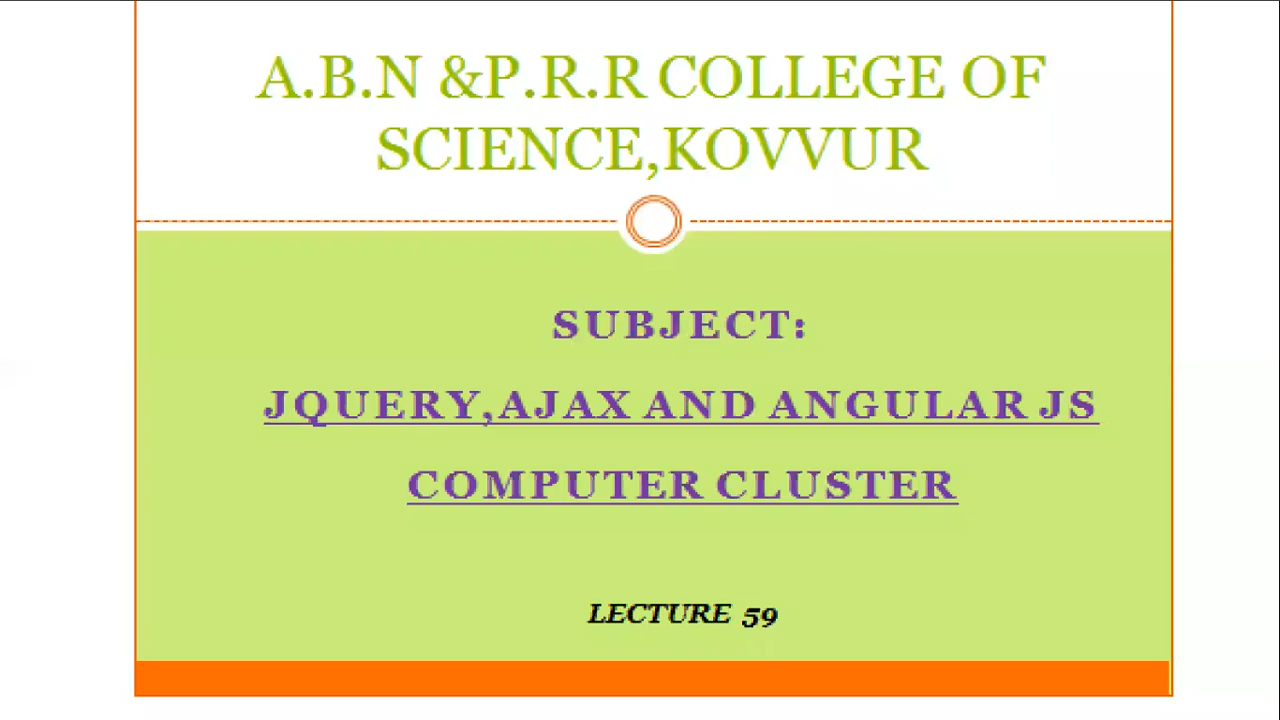 A.B.N &P.R.R COLLEGE OF
SCIENCE,KOVVUR
SUBJECT:
JQUERY,AJAX AND ANGULAR JS
COMPUTER CLUSTER
LECTURE 59